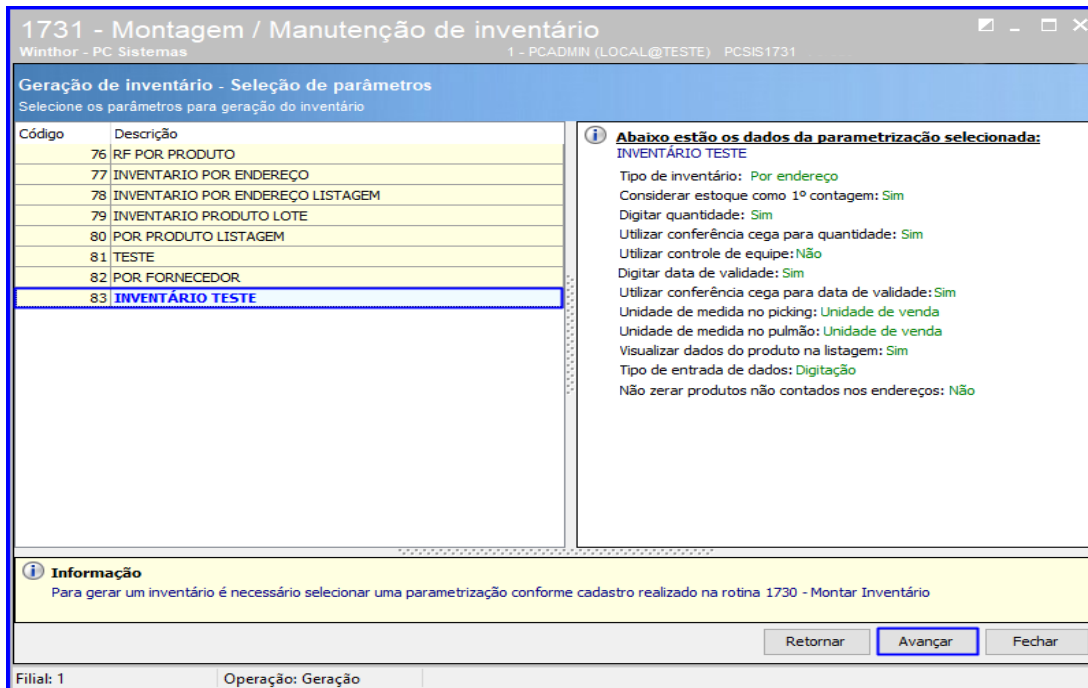 1731 - Montagem / Manutenção de inventário
Winthor - PC Sistemas 1 - PCADMIN (LOCAL@TESTE) PCSIS1731
Geração de inventário - Seleção de parâmetros
Selecione os parâmetros para geração do inventário
Código Descrição
76 RF POR PRODUTO
77 INVENTARIO POR ENDEREÇO
78 INVENTARIO POR ENDEREÇO LISTAGEM
79 INVENTARIO PRODUTO LOTE
80 POR PRODUTO LISTAGEM
81 TESTE
82 POR FORNECEDOR
83 INVENTÁRIO TESTE
Abaixo estão os dados da parametrização selecionada:
INVENTÁRIO TESTE
Tipo de inventário: Por endereço
Considerar estoque como 1º contagem: Sim
Digitar quantidade: Sim
Utilizar conferência cega para quantidade: Sim
Utilizar controle de equipe: Não
Digitar data de validade: Sim
Utilizar conferência cega para data de validade: Sim
Unidade de medida no picking: Unidade de venda
Unidade de medida no pulmão: Unidade de venda
Visualizar dados do produto na listagem: Sim
Tipo de entrada de dados: Digitação
Não zerar produtos não contados nos endereços: Não
Informação
Para gerar um inventário é necessário selecionar uma parametrização conforme cadastro realizado na rotina 1730 - Montar Inventário
Retornar Avançar Fechar
Filial: 1 Operação: Geração